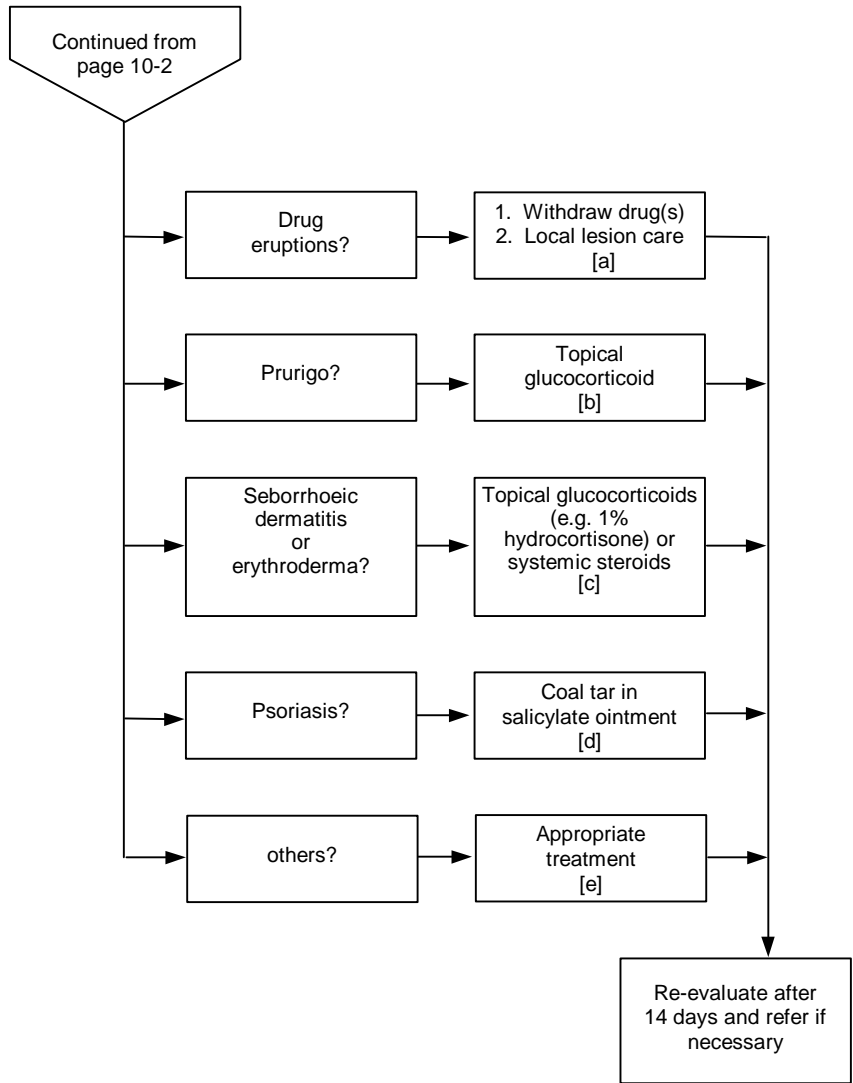 Continued from
page 10-2
Drug
eruptions?
1. Withdraw drug(s)
2. Local lesion care
[a]
Prurigo?
Topical
glucocorticoid
[b]
Seborrhoeic
dermatitis
or
erythroderma?
Topical glucocorticoids
(e.g. 1%
hydrocortisone) or
systemic steroids
[c]
Psoriasis?
Coal tar in
salicylate ointment
[d]
others?
Appropriate
treatment
[e]
Re-evaluate after
14 days and refer if
necessary